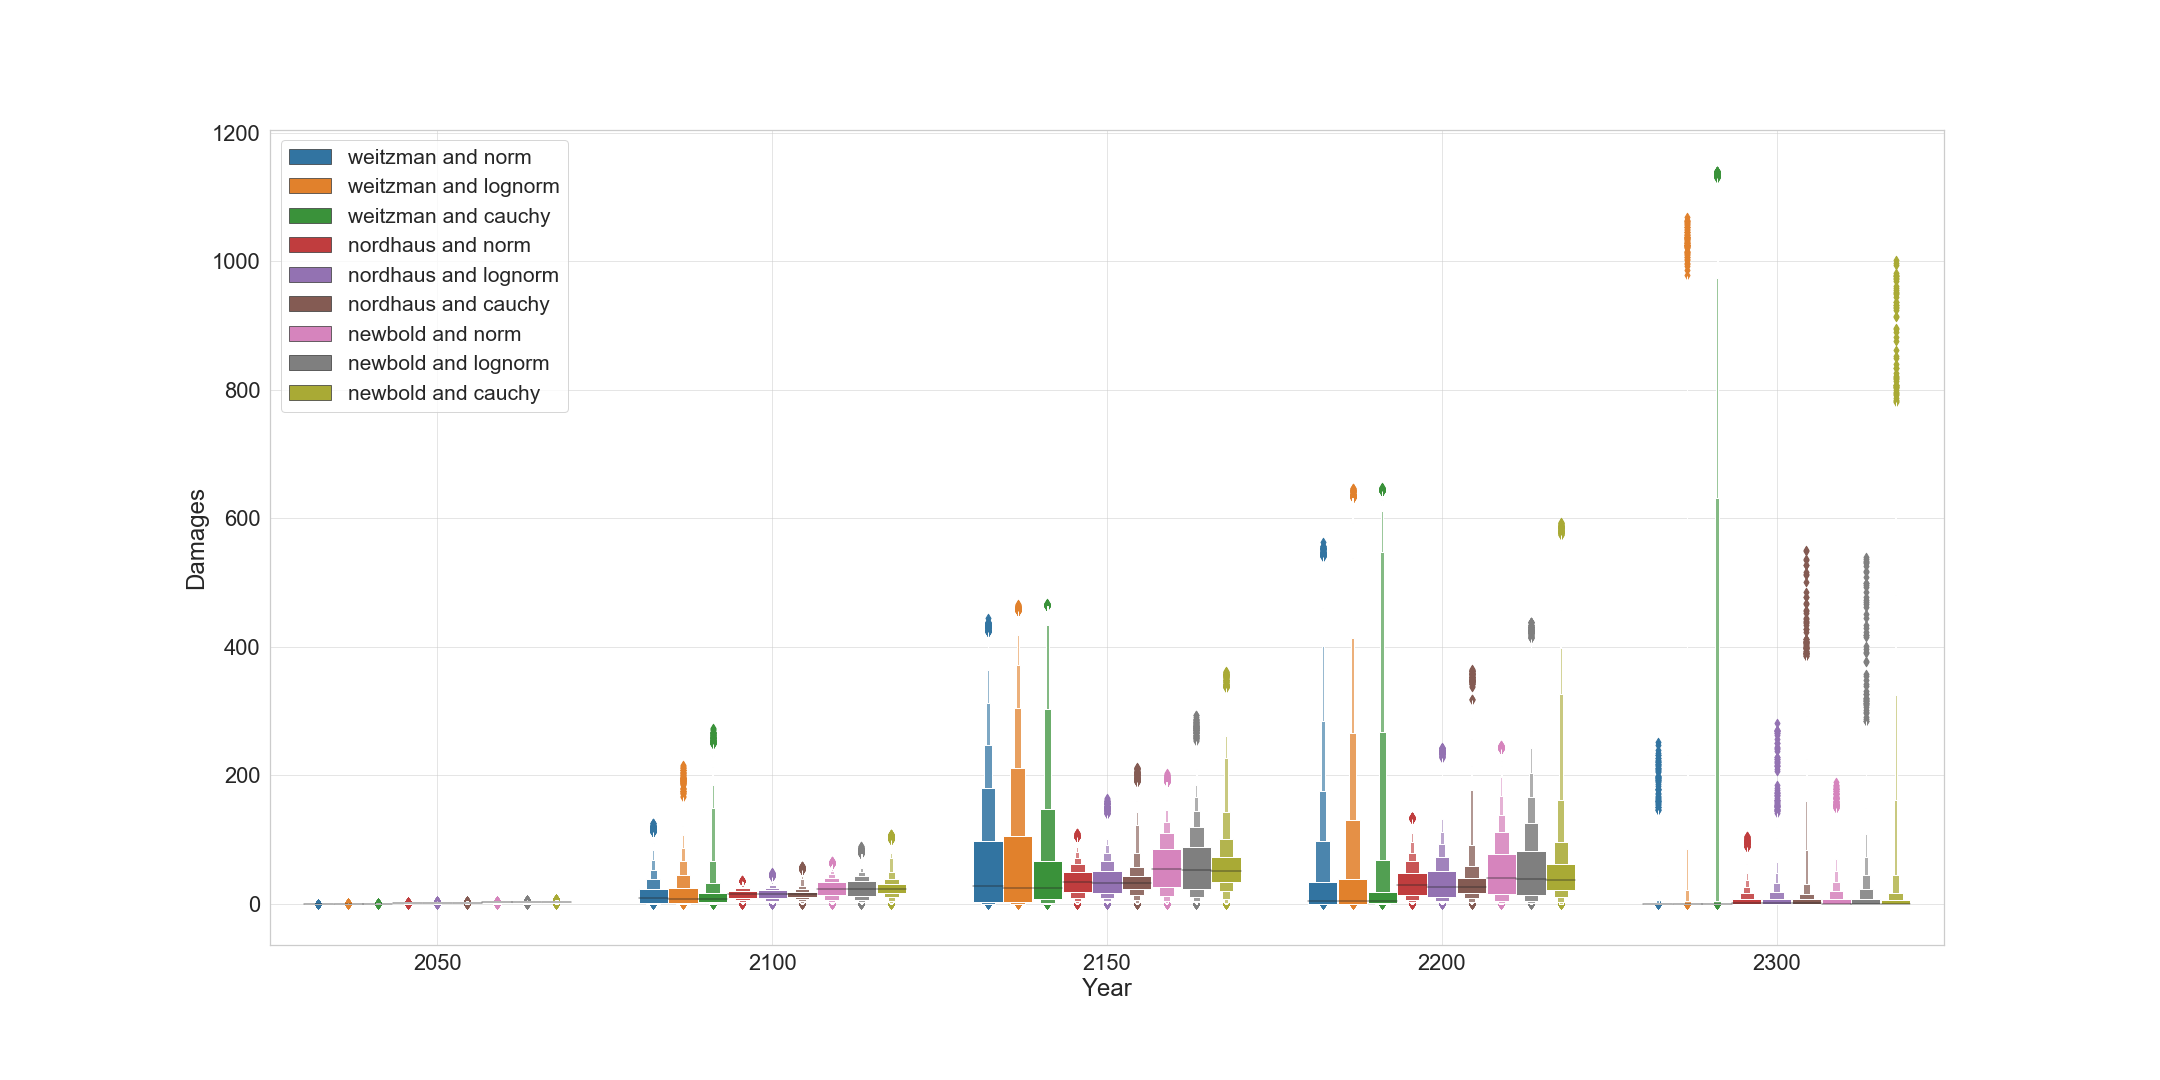 1200
1000
800
600
400
200
0
Damages
weitzman and norm
weitzman and lognorm
weitzman and cauchy
nordhaus and norm
nordhaus and lognorm
nordhaus and cauchy
newbold and norm
newbold and lognorm
newbold and cauchy
2050 2100 2150 2200 2300
Year